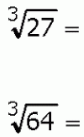 ∛27 =
∛64 =